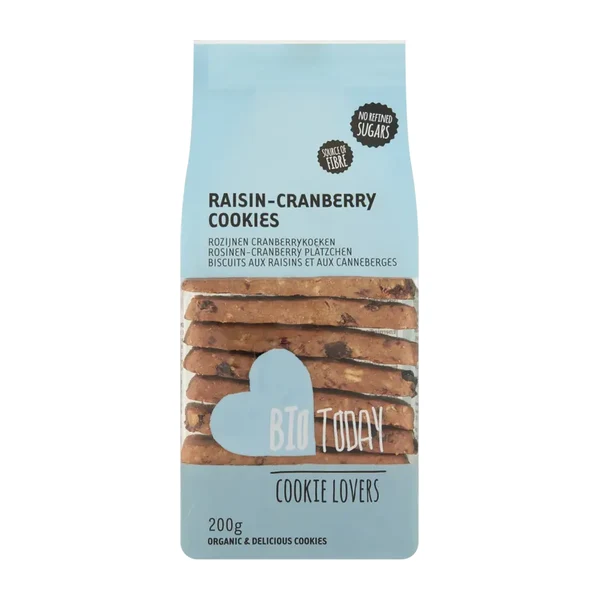 NO REFINED
SUGARS
SOURCE OF
FIBRE
RAISIN-CRANBERRY
COOKIES
ROZIJNEN CRANBERRYKOEKEN
ROSINEN-CRANBERRY PLÄTZCHEN
BISCUITS AUX RAISINS ET AUX CANNEBERGES
BIO TODAY
COOKIE LOVERS
200g
ORGANIC & DELICIOUS COOKIES